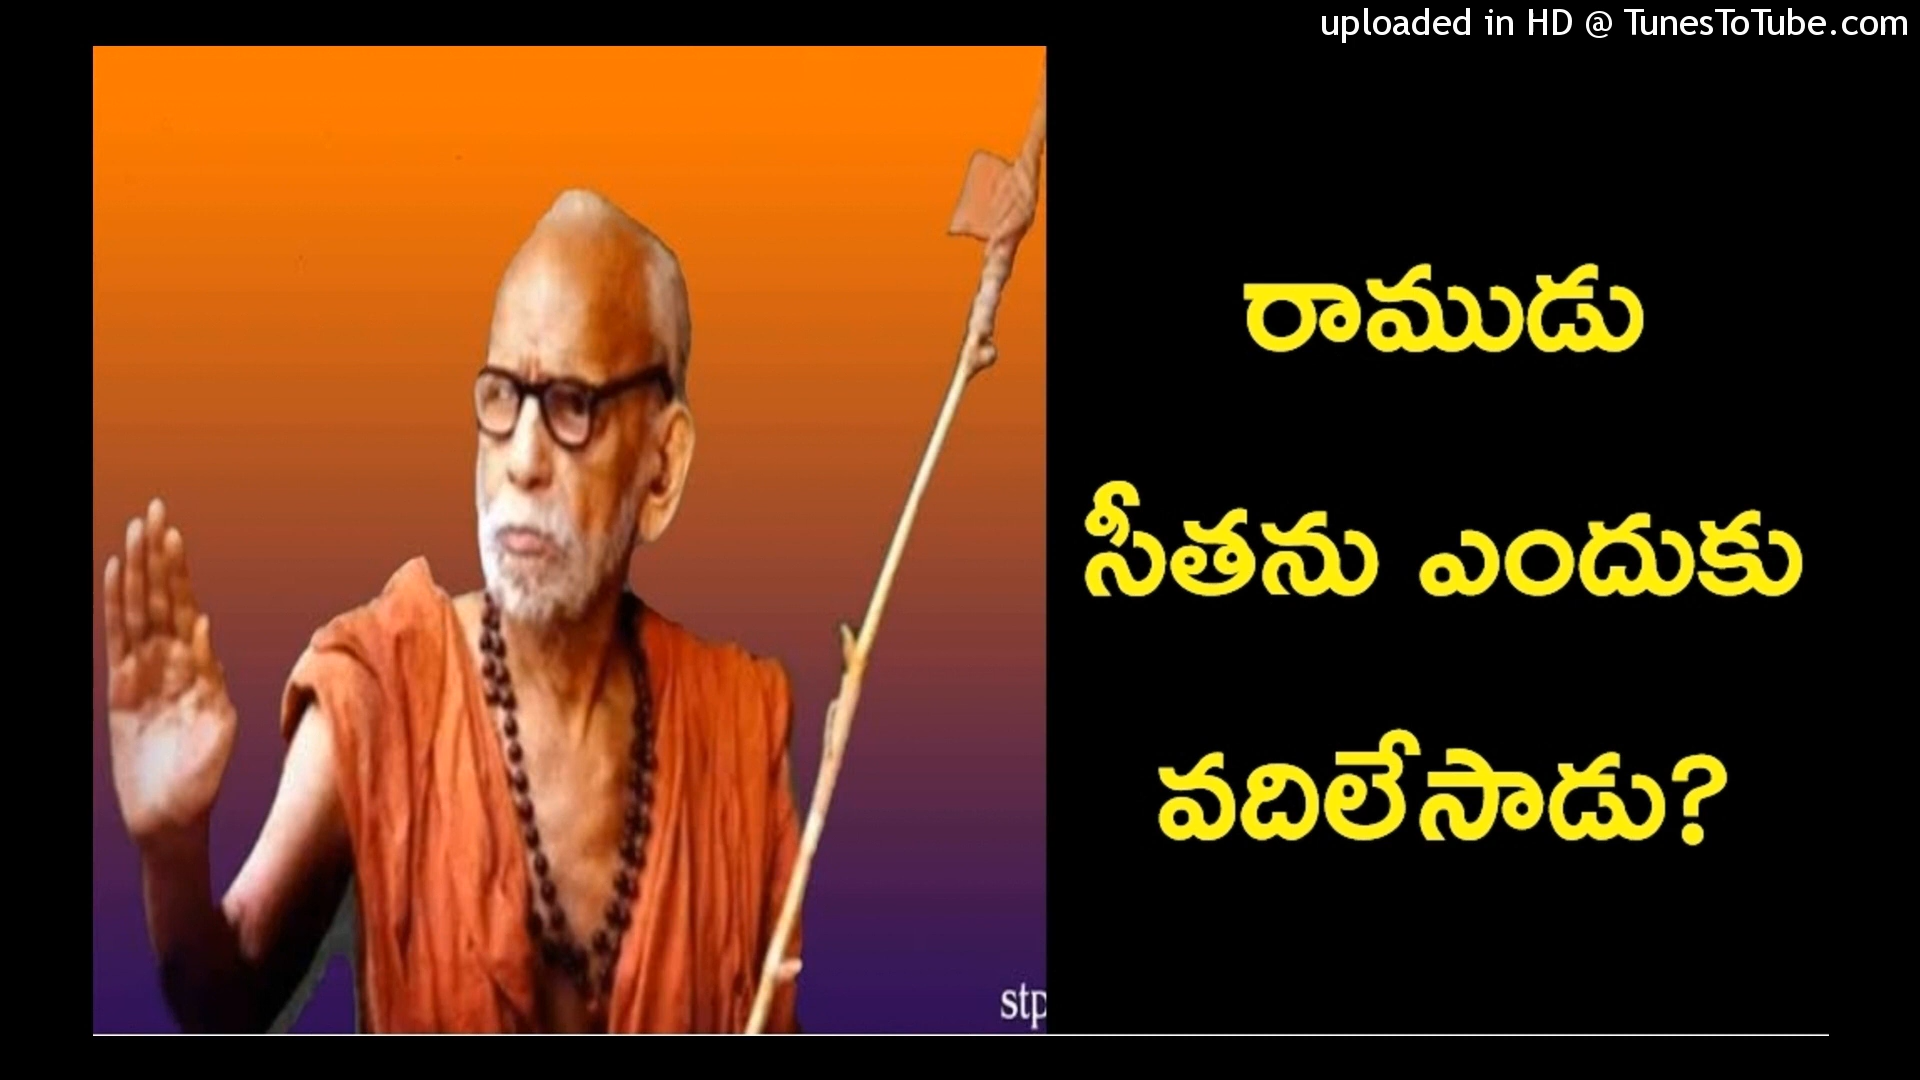 uploaded in HD @ TunesToTube.com
రాముడు
సీతను ఎందుకు
వదిలేసాడు?
stp